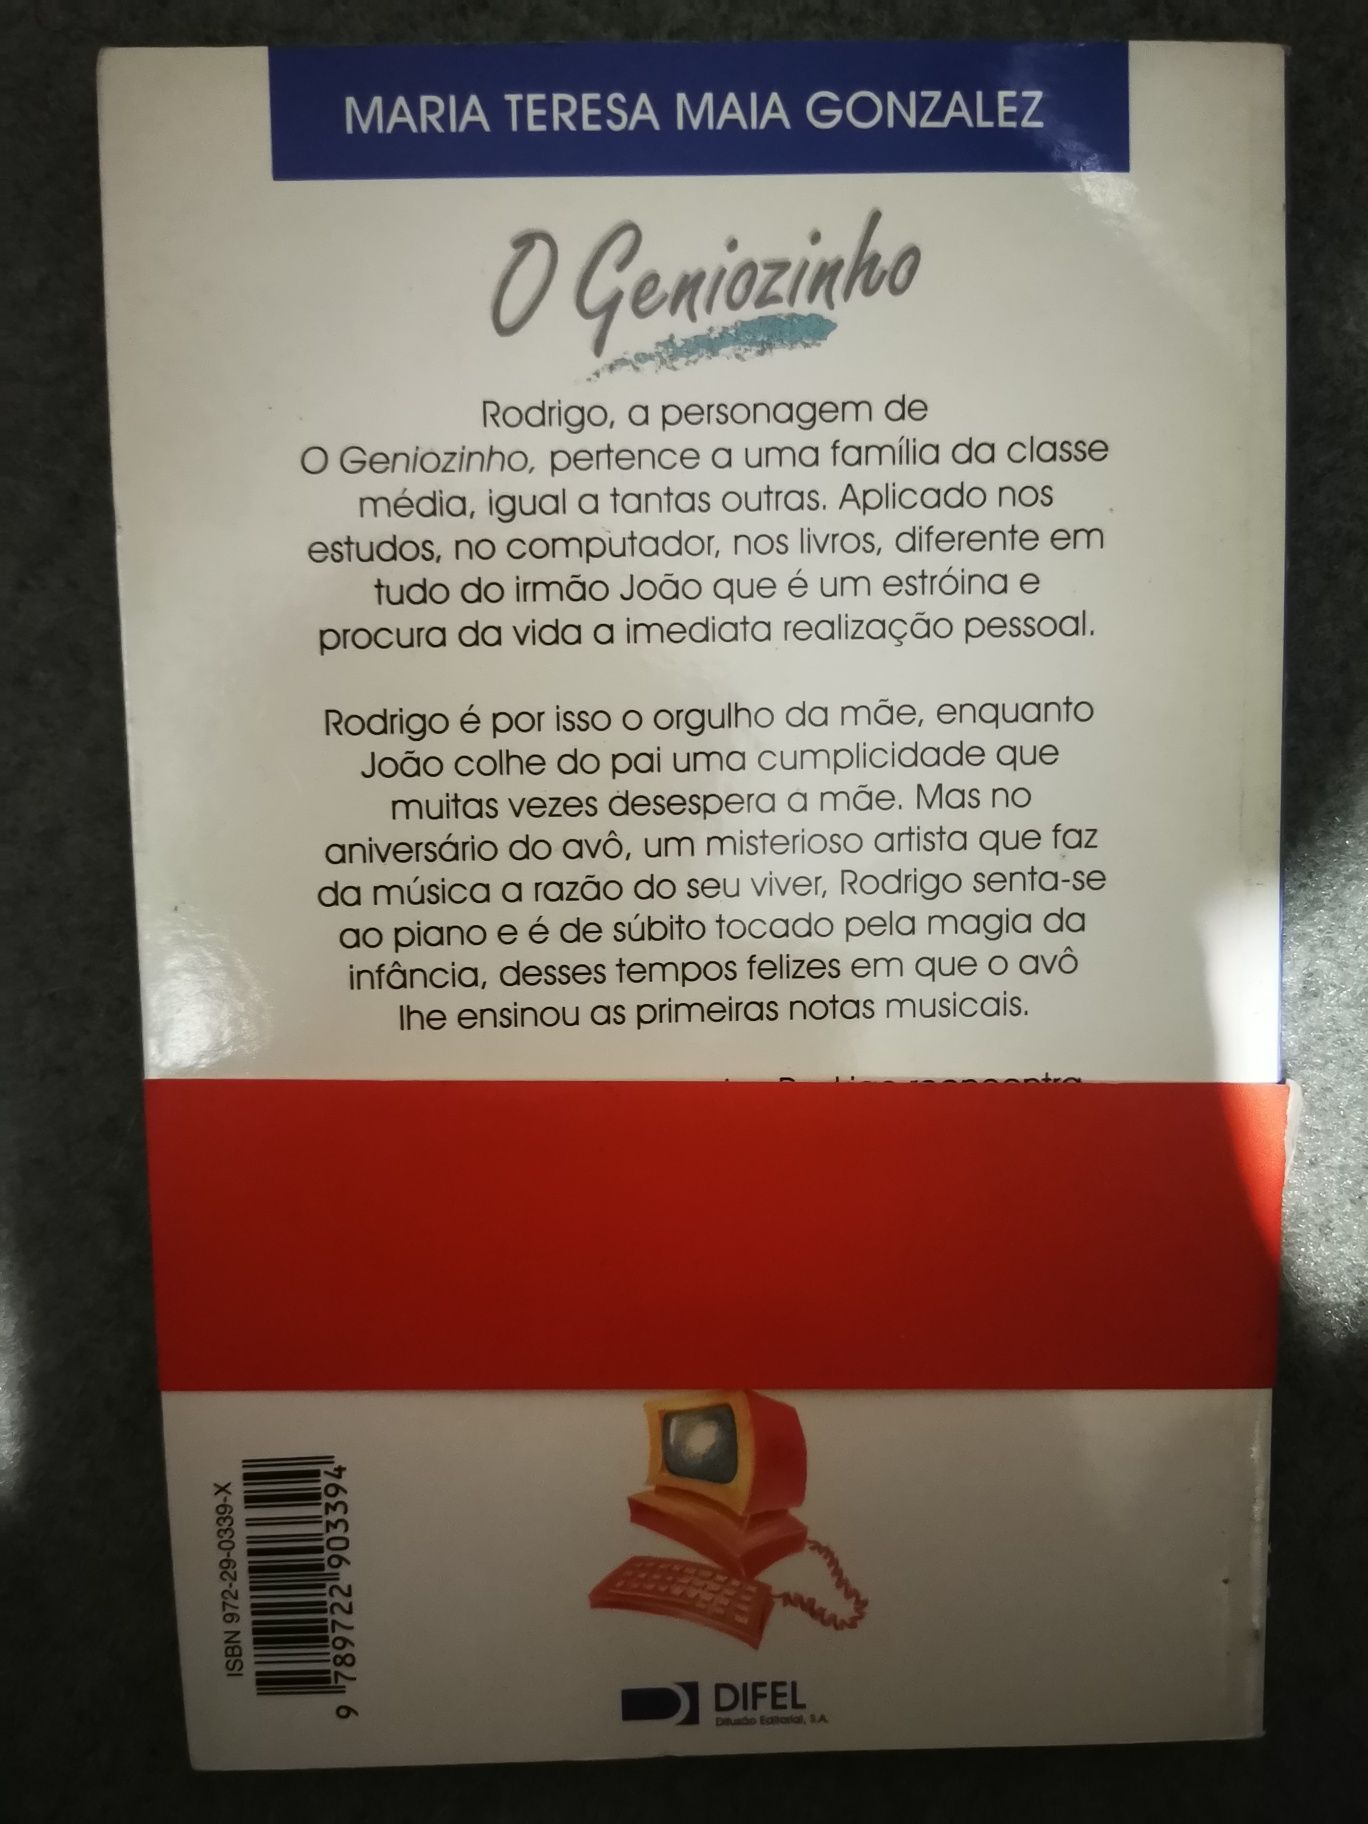 MARIA TERESA MAIA GONZALEZ
O Geniozinho
Rodrigo, a personagem de
O Geniozinho, pertence a uma família da classe
média, igual a tantas outras. Aplicado nos
estudos, no computador, nos livros, diferente em
tudo do irmão João que é um estróina e
procura da vida a imediata realização pessoal.
Rodrigo é por isso o orgulho da mãe, enquanto
João colhe do pai uma cumplicidade que
muitas vezes desespera a mãe. Mas no
aniversário do avô, um misterioso artista que faz
da música a razão do seu viver, Rodrigo senta-se
ao piano e é de súbito tocado pela magia da
infância, desses tempos felizes em que o avô
lhe ensinou as primeiras notas musicais.
Rodrigo reencontra
ISBN 972-29-0339-X
9 789722 903394
DIFEL
Difusão Editorial, S.A.